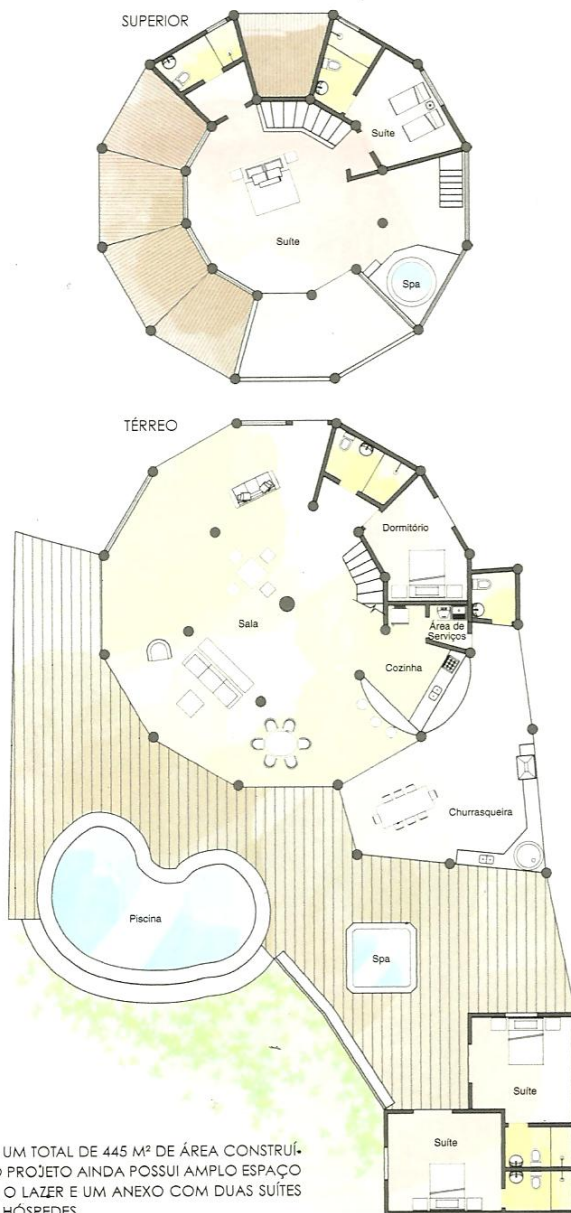 SUPERIOR
Suíte
Suíte
Spa
TÉRREO
Dormitório
Sala
Área de
Serviços
Cozinha
Churrasqueira
Piscina
Spa
Suíte
Suíte
UM TOTAL DE 445 M² DE ÁREA CONSTRUÍ-
O PROJETO AINDA POSSUI AMPLO ESPAÇO
O LAZER E UM ANEXO COM DUAS SUÍTES
HÓSPEDES